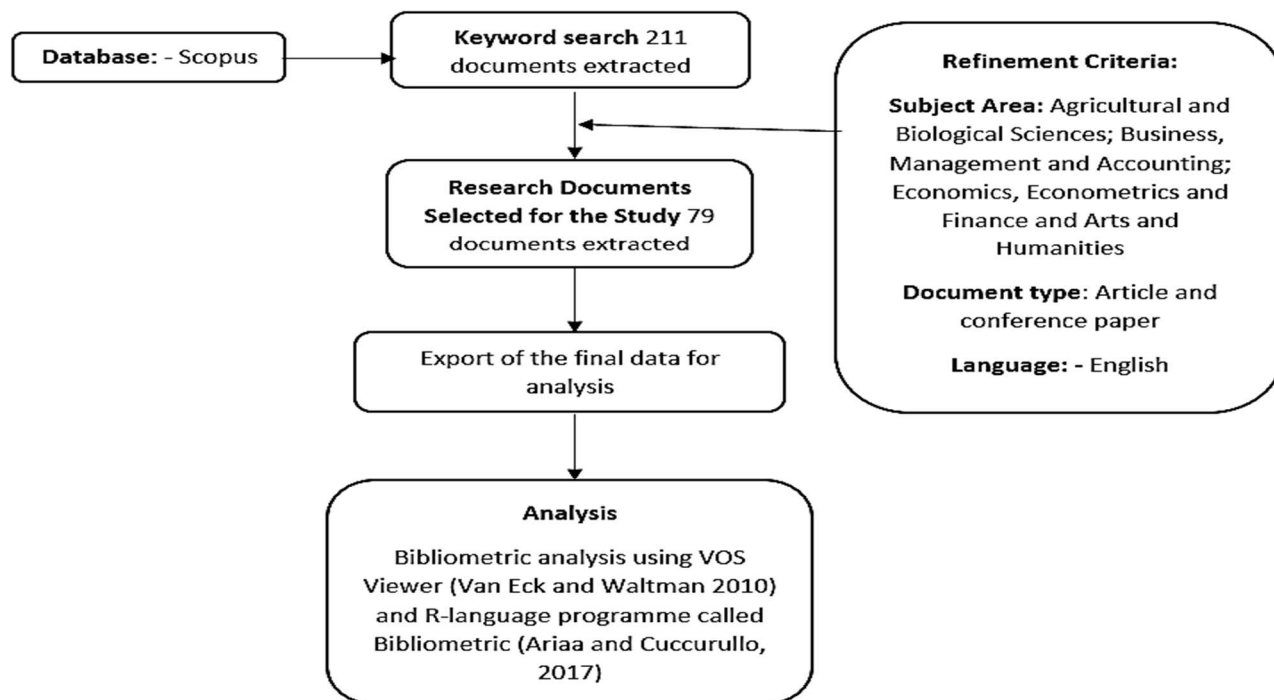 Database: - Scopus
Keyword search 211
documents extracted
Research Documents
Selected for the Study 79
documents extracted
Export of the final data for
analysis
Analysis
Bibliometric analysis using VOS
Viewer (Van Eck and Waltman 2010)
and R-language programme called
Bibliometric (Ariaa and Cuccurullo,
2017)
Refinement Criteria:
Subject Area: Agricultural and
Biological Sciences; Business,
Management and Accounting;
Economics, Econometrics and
Finance and Arts and
Humanities
Document type: Article and
conference paper
Language: - English